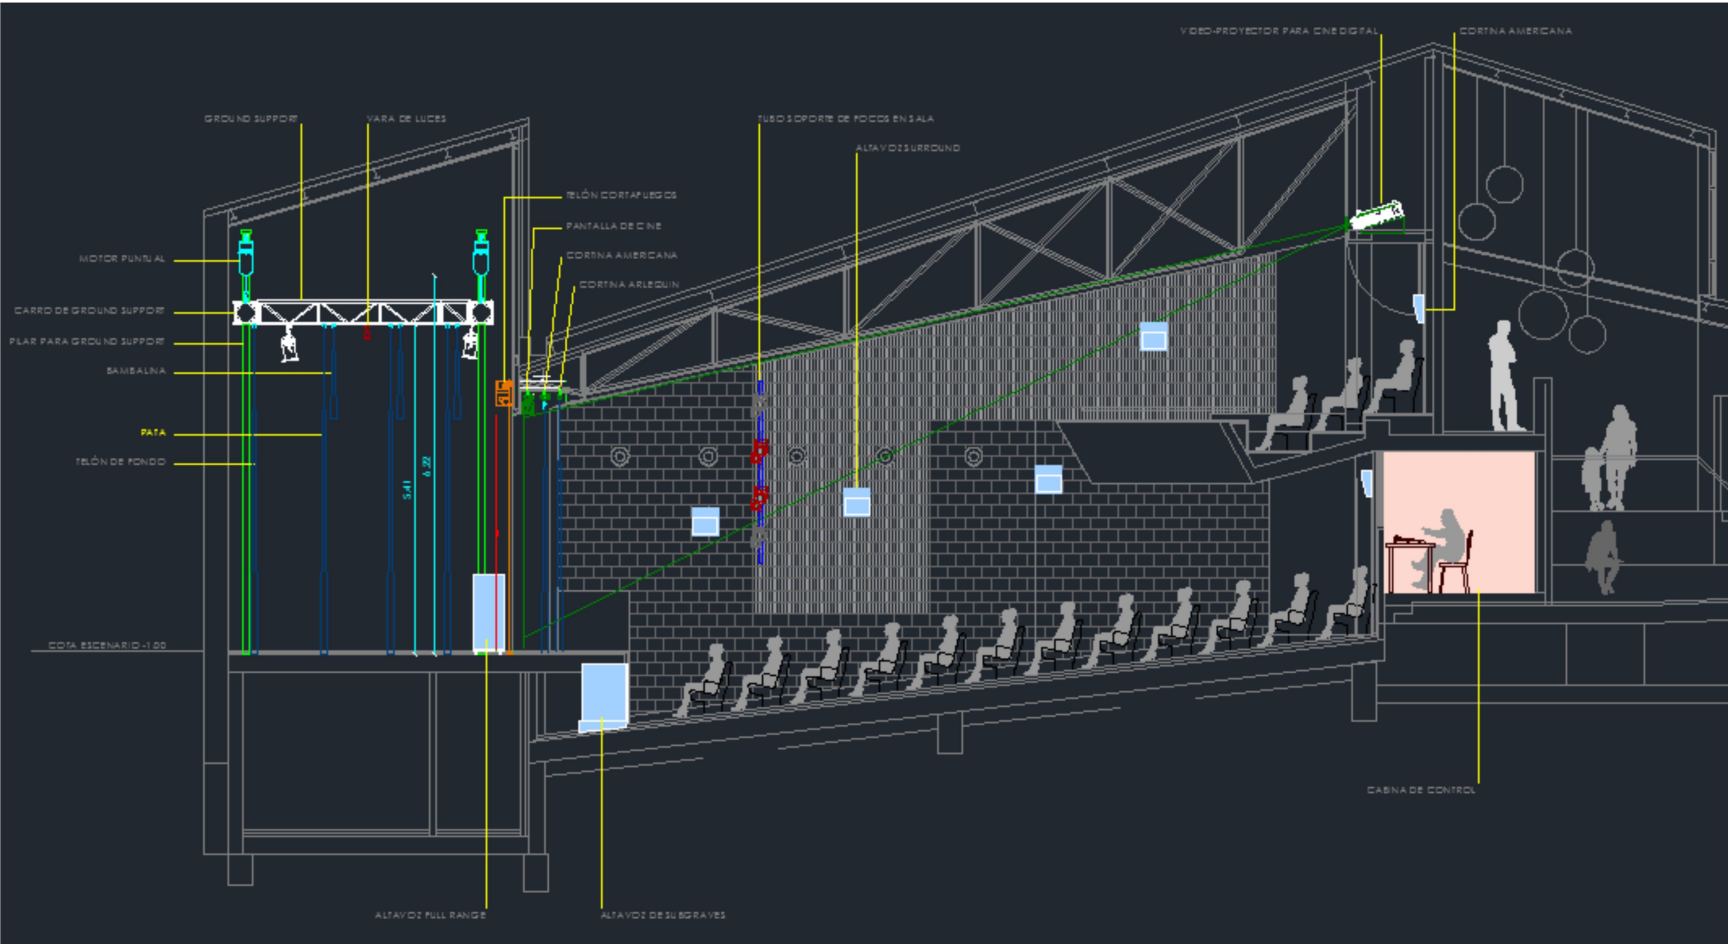 VIDEO-PROYECTOR PARA CINE DIGITAL
CORTINA AMERICANA
GROUND SUPPORT
VARA DE LUCES
TUBO SOPORTE DE FOCOS EN SALA
ALTAVOZ SURROUND
TELÓN CORTAFUEGOS
PANTALLA DE CINE
CORTINA AMERICANA
CORTINA ARLEQUIN
MOTOR PUNTUAL
CARRO DE GROUND SUPPORT
PILAR PARA GROUND SUPPORT
BAMBALINA
PATA
TELÓN DE FONDO
5,41
6,22
COTA ESCENARIO -1.00
CABINA DE CONTROL
ALTAVOZ FULL RANGE
ALTAVOZ DE SUBGRAVES